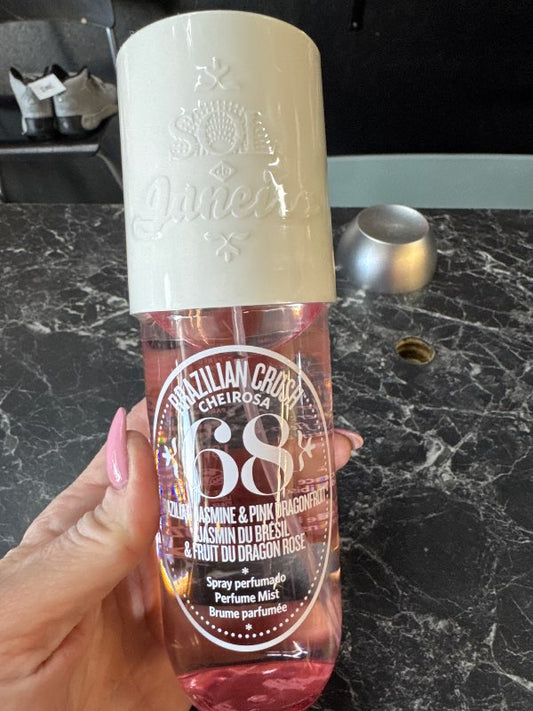 SOL
DE
Janeiro
BRAZILIAN CRUSH
CHEIROSA
68
JASMINE & PINK DRAGONFRUIT
JASMIN DU BRÉSIL
& FRUIT DU DRAGON ROSE
*
Spray perfumado
Perfume Mist
Brume parfumée
*